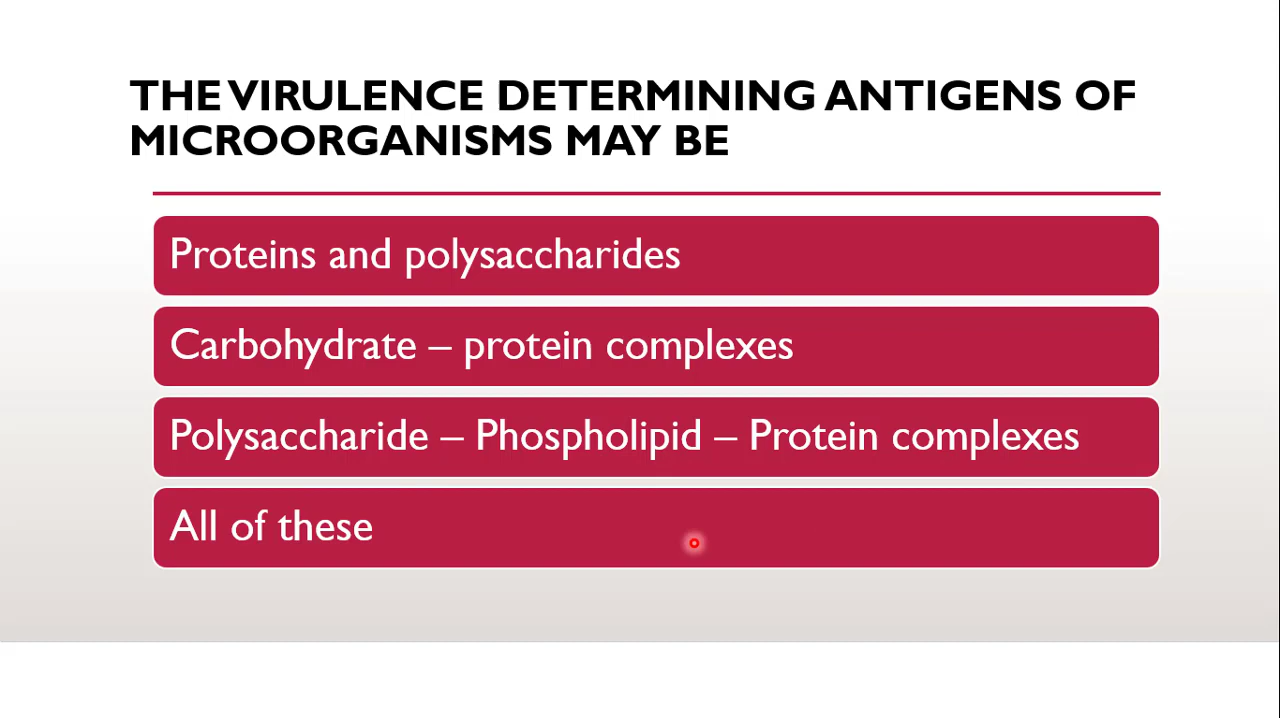 THE VIRULENCE DETERMINING ANTIGENS OF
MICROORGANISMS MAY BE
Proteins and polysaccharides
Carbohydrate – protein complexes
Polysaccharide – Phospholipid – Protein complexes
All of these